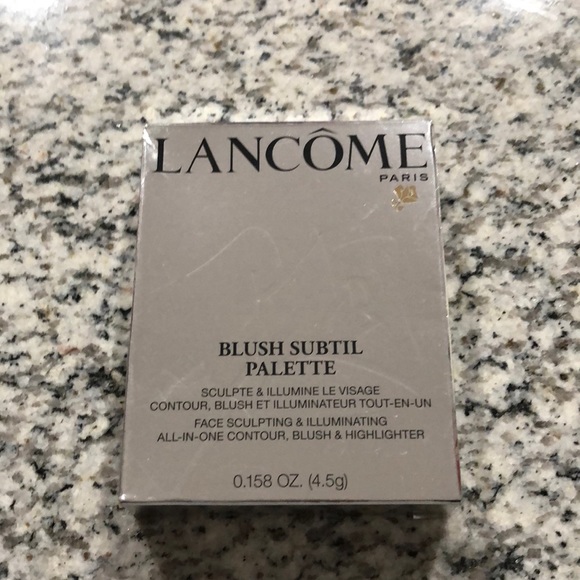 LANCÔME
PARIS
BLUSH SUBTIL
PALETTE
SCULPTE & ILLUMINE LE VISAGE
CONTOUR, BLUSH ET ILLUMINATEUR TOUT-EN-UN
FACE SCULPTING & ILLUMINATING
ALL-IN-ONE CONTOUR, BLUSH & HIGHLIGHTER
0.158 OZ. (4.5g)